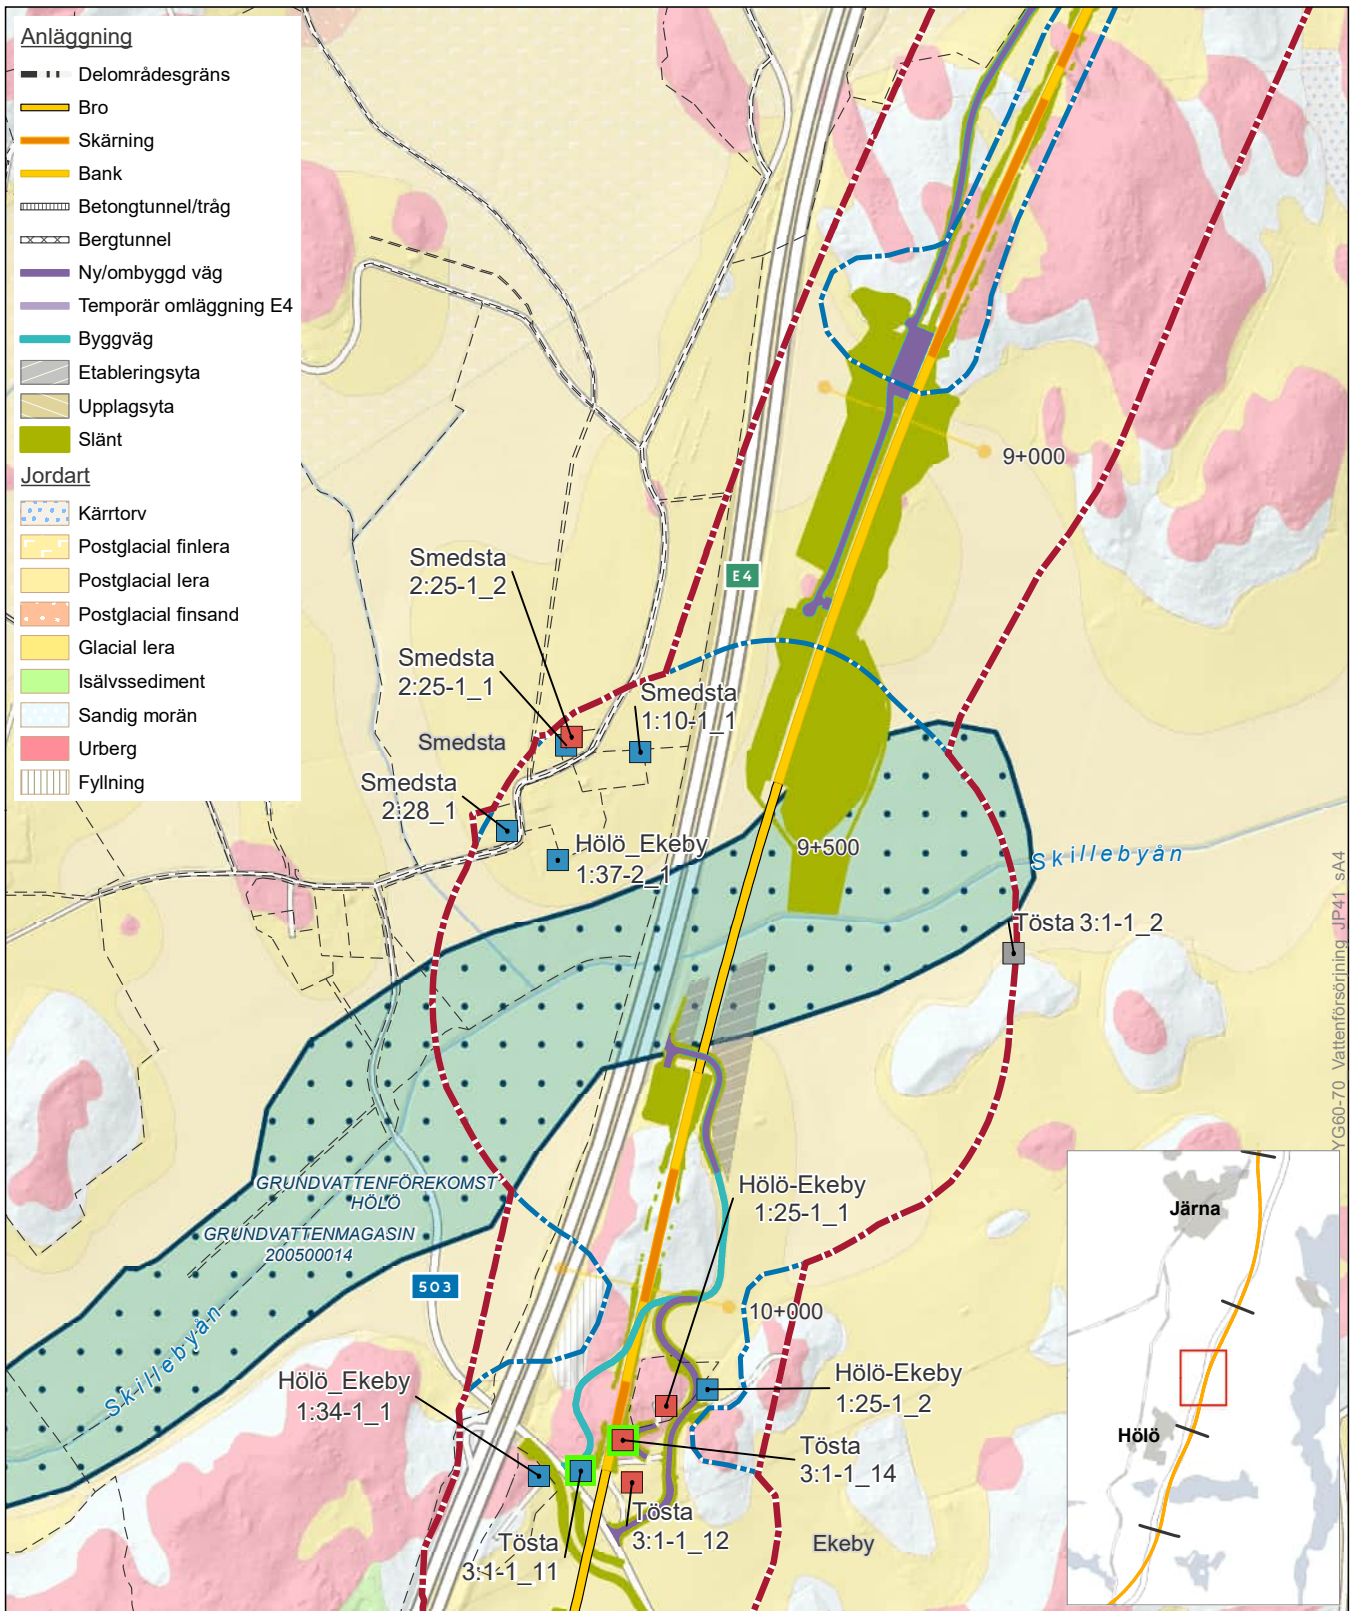 Anläggning
Delområdesgräns
Bro
Skärning
Bank
Betongtunnel/tråg
Bergtunnel
Ny/ombyggd väg
Temporär omläggning E4
Byggväg
Etableringsyta
Upplagsyta
Slänt
Jordart
Kärrtorv
Postglacial finlera
Postglacial lera
Postglacial finsand
Glacial lera
Isälvssediment
Sandig morän
Urberg
Fyllning
9+000
Smedsta
2:25-1_2
E4
Smedsta
2:25-1_1
Smedsta
1:10-1_1
Smedsta
Smedsta
2:28_1
Hölö_Ekeby
1:37-2_1
9+500
Skillebyån
Tösta 3:1-1_2
YG60-70 Vattenförsörjning JP41 sA4
GRUNDVATTENFÖREKOMST
HÖLÖ
GRUNDVATTENMAGASIN
200500014
Hölö-Ekeby
1:25-1_1
503
10+000
Skillebyån
Hölö_Ekeby
1:34-1_1
Hölö-Ekeby
1:25-1_2
Tösta
3:1-1_14
Tösta
3:1-1_12
Tösta
3:1-1_11
Ekeby
Järna
Hölö